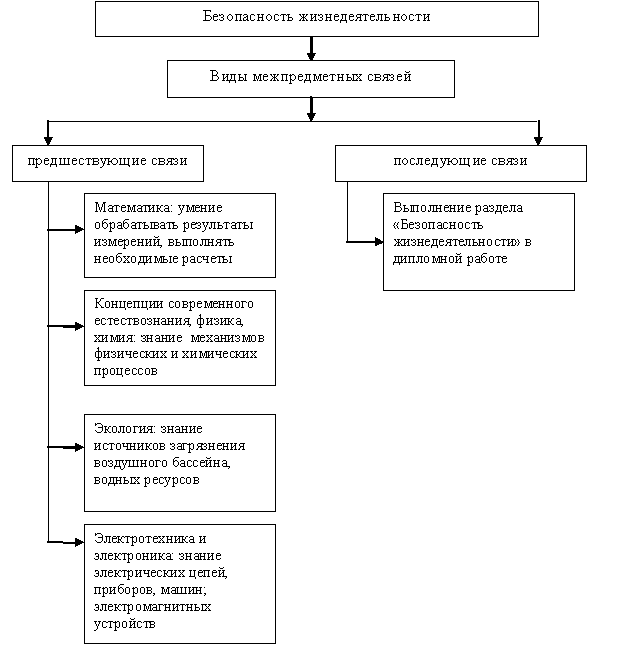 Безопасность жизнедеятельности
Виды межпредметных связей
предшествующие связи
последующие связи
Математика: умение
обрабатывать результаты
измерений, выполнять
необходимые расчеты
Выполнение раздела
«Безопасность
жизнедеятельности» в
дипломной работе
Концепции современного
естествознания, физика,
химия: знание механизмов
физических и химических
процессов
Экология: знание
источников загрязнения
воздушного бассейна,
водных ресурсов
Электротехника и
электроника: знание
электрических цепей,
приборов, машин;
электромагнитных
устройств